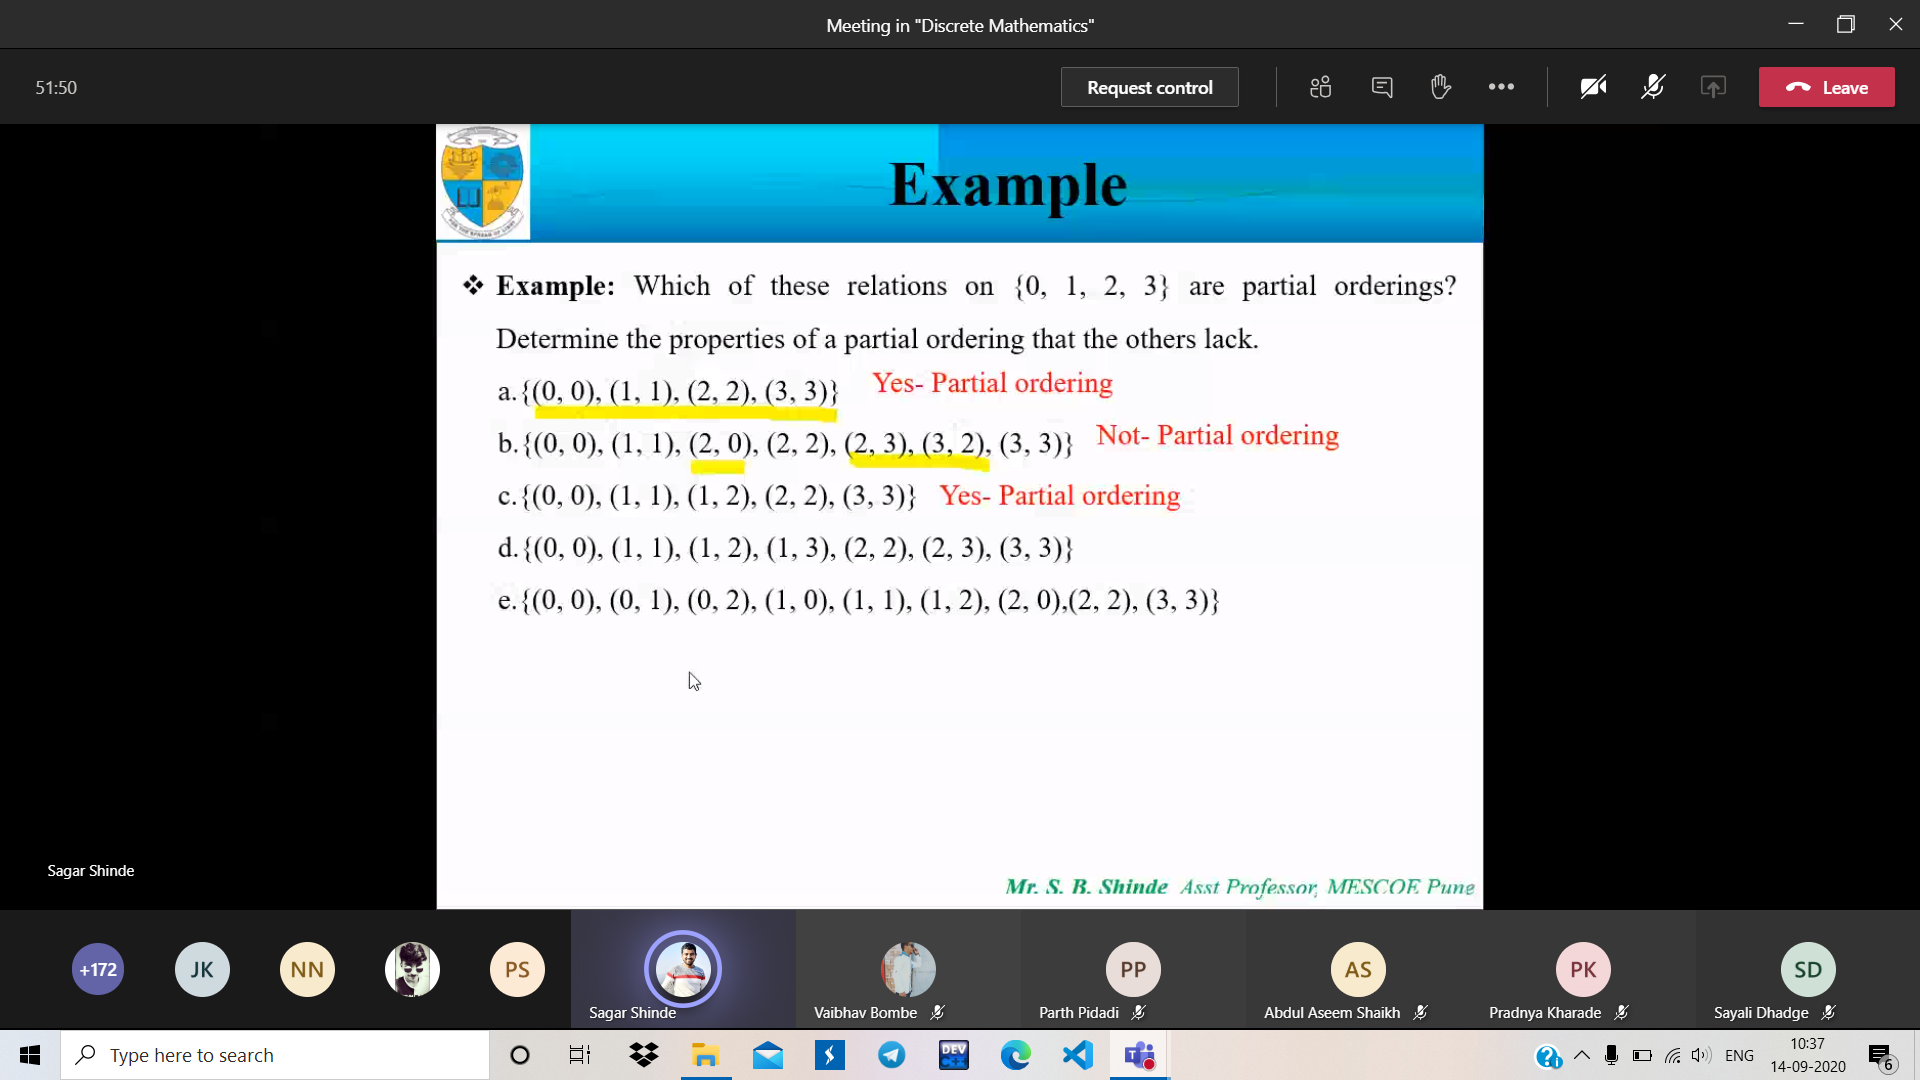 Meeting in "Discrete Mathematics"
51:50
Request control
Leave
Example
❖ Example: Which of these relations on {0, 1, 2, 3} are partial orderings?
Determine the properties of a partial ordering that the others lack.
a. {(0, 0), (1, 1), (2, 2), (3, 3)} Yes- Partial ordering
b. {(0, 0), (1, 1), (2, 0), (2, 2), (2, 3), (3, 2), (3, 3)} Not- Partial ordering
c. {(0, 0), (1, 1), (1, 2), (2, 2), (3, 3)} Yes- Partial ordering
d. {(0, 0), (1, 1), (1, 2), (1, 3), (2, 2), (2, 3), (3, 3)}
e. {(0, 0), (0, 1), (0, 2), (1, 0), (1, 1), (1, 2), (2, 0),(2, 2), (3, 3)}
Sagar Shinde
Mr. S. B. Shinde Asst Professor, MESCOE Pune
+172 JK NN PS PP AS PK SD
Sagar Shinde Vaibhav Bombe Parth Pidadi Abdul Aseem Shaikh Pradnya Kharade Sayali Dhadge
Type here to search
DEV C++
ENG
10:37
14-09-2020
6